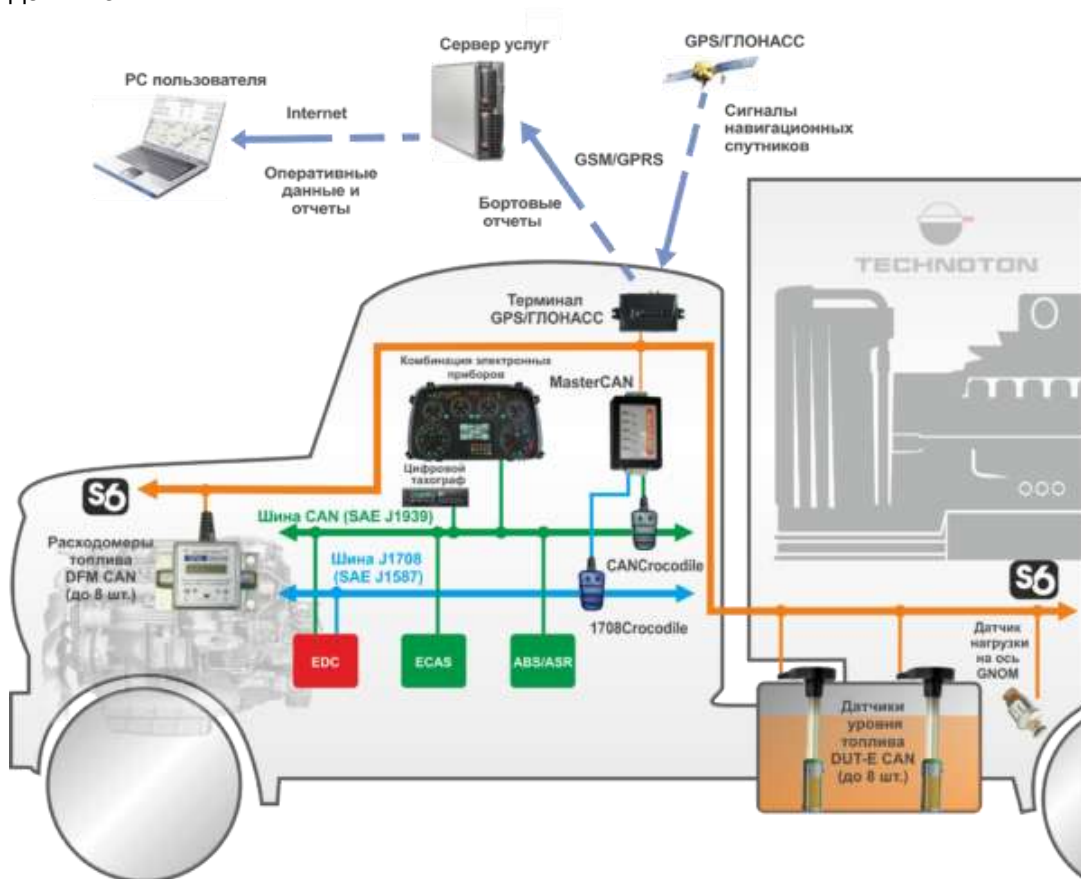 Сервер услуг
GPS/ГЛОНАСС
PC пользователя
Internet
Сигналы
навигационных
спутников
GSM/GPRS
Оперативные
данные и
отчеты
Бортовые
отчеты
TECHNOTON
Терминал
GPS/ГЛОНАСС
Комбинация электронных
приборов
MasterCAN
Цифровой
тахограф
S6
Шина CAN (SAE J1939)
Расходомеры
топлива
DFM CAN
(до 8 шт.)
Шина J1708
(SAE J1587)
CANCrocodile
S6
1708Crocodile
Датчик
нагрузки
на ось
GNOM
EDC
ECAS
ABS/ASR
Датчики
уровня
топлива
DUT-E CAN
(до 8 шт.)